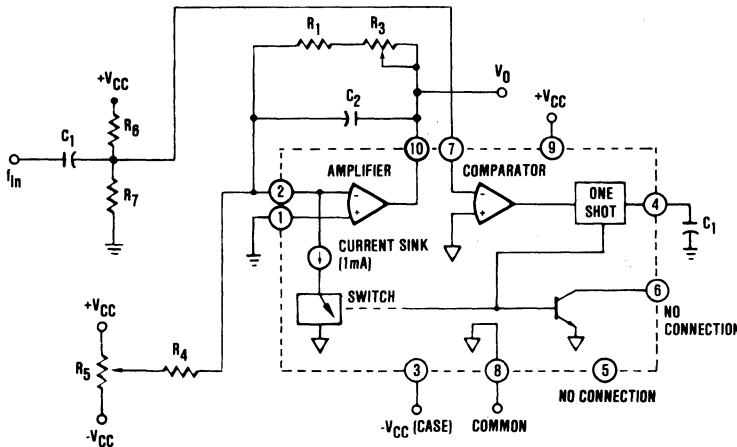 R1
R3
+VCC
C2
VO
+VCC
C1
R6
fIn
R7
10
7
9
AMPLIFIER
COMPARATOR
2
1
ONE
SHOT
4
C1
CURRENT SINK
(1mA)
SWITCH
6
NO
CONNECTION
+VCC
R5
R4
-VCC
3
8
5
-VCC (CASE)
COMMON
NO CONNECTION
-
+
-
+